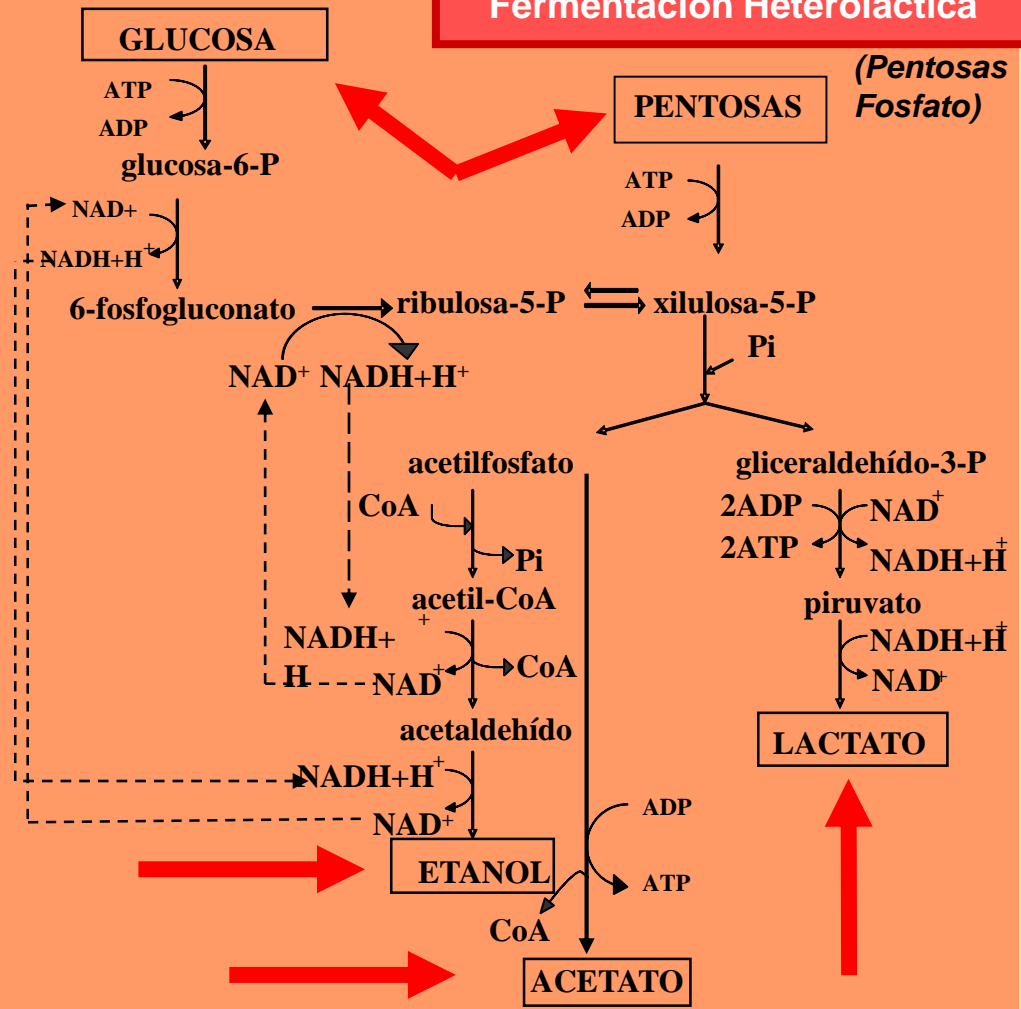 Fermentación Heteroláctica
(Pentosas
Fosfato)
GLUCOSA
PENTOSAS
ATP
ADP
glucosa-6-P
ATP
ADP
NAD+
NADH+H+
6-fosfogluconato
ribulosa-5-P
xilulosa-5-P
Pi
NAD+ NADH+H+
acetilfosfato
gliceraldehído-3-P
CoA
2ADP
NAD+
2ATP
NADH+H+
Pi
acetil-CoA
piruvato
NADH+
H
+
NADH+H+
NAD+
CoA
NAD+
acetaldehído
LACTATO
NADH+H+
NAD+
ADP
ETANOL
ATP
CoA
ACETATO